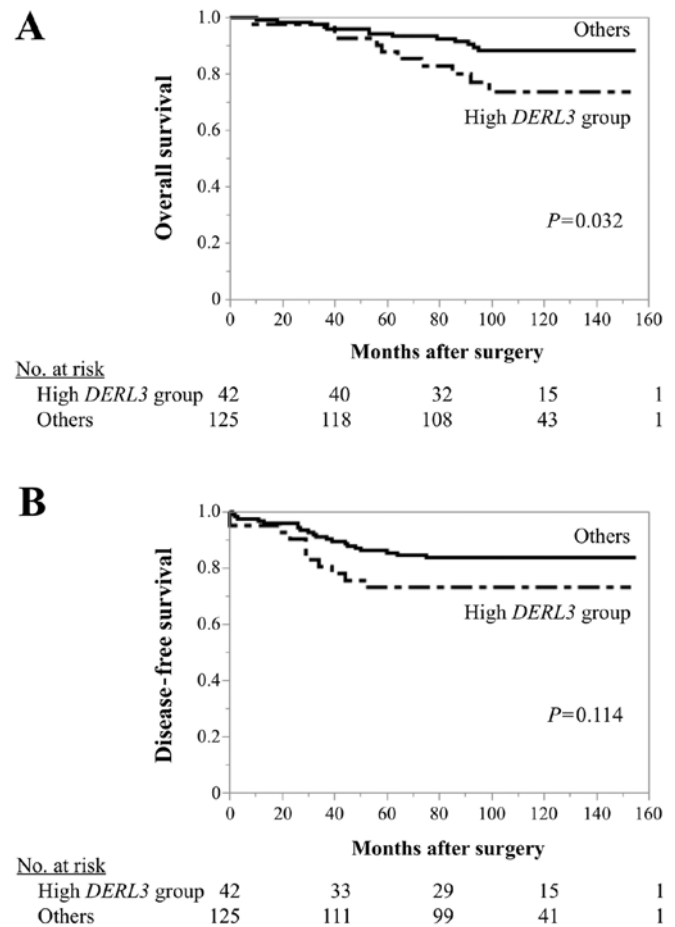 A
1.0
0.8
0.6
0.4
0.2
0
Overall survival
Others
High DERL3 group
P=0.032
0 20 40 60 80 100 120 140 160
Months after surgery
No. at risk
High DERL3 group 42 40 32 15 1
Others 125 118 108 43 1
B
1.0
0.8
0.6
0.4
0.2
0
Disease-free survival
Others
High DERL3 group
P=0.114
0 20 40 60 80 100 120 140 160
Months after surgery
No. at risk
High DERL3 group 42 33 29 15 1
Others 125 111 99 41 1